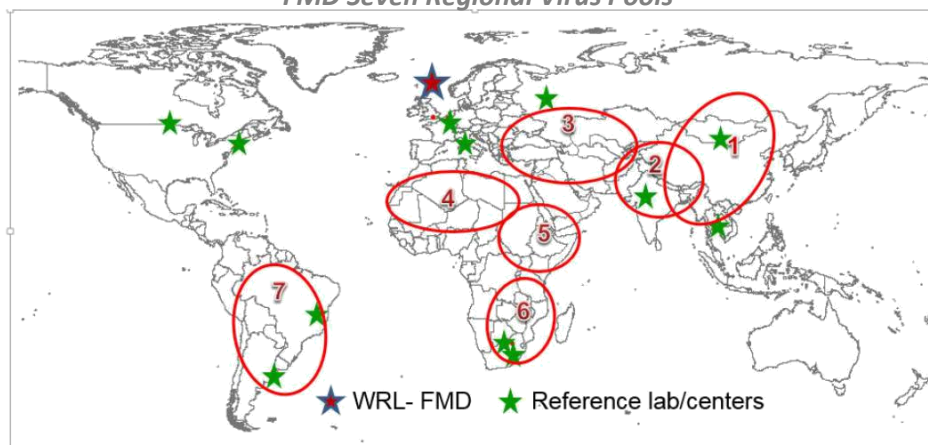 FMD Seven Regional Virus Pools
3
1
2
4
5
7
6
WRL- FMD
Reference lab/centers